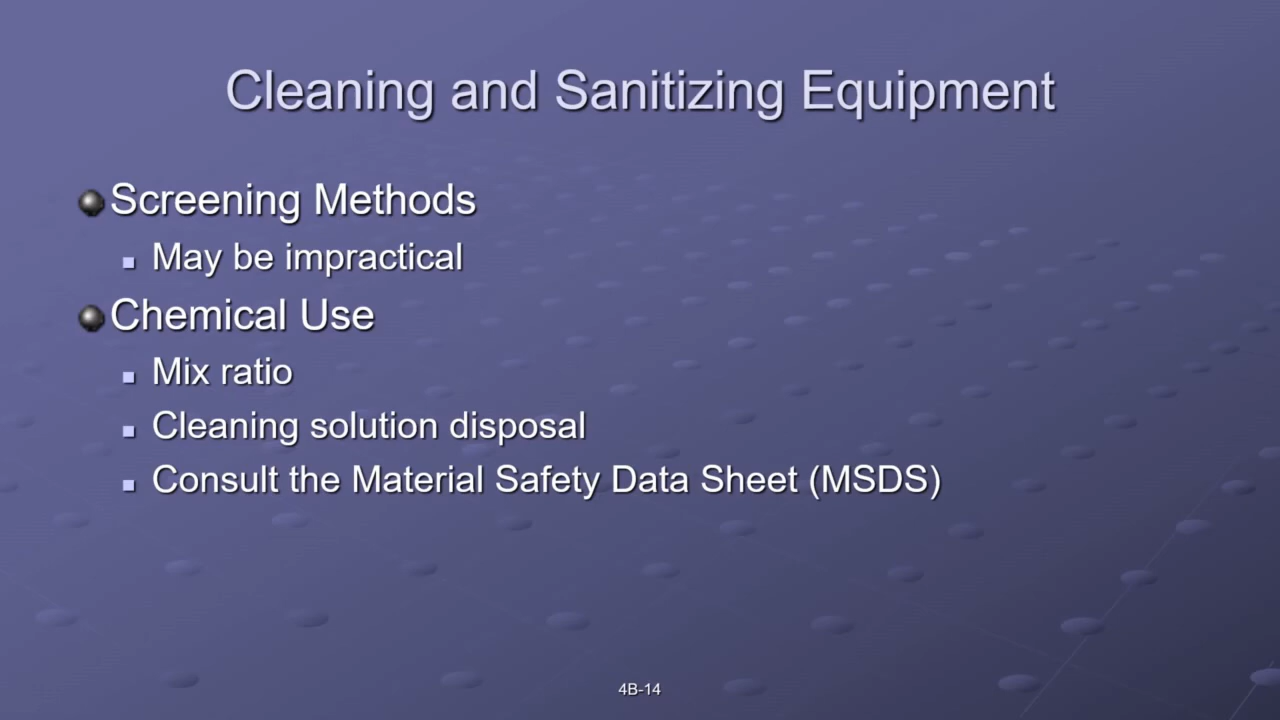 Cleaning and Sanitizing Equipment
Screening Methods
May be impractical
Chemical Use
Mix ratio
Cleaning solution disposal
Consult the Material Safety Data Sheet (MSDS)
4B-14